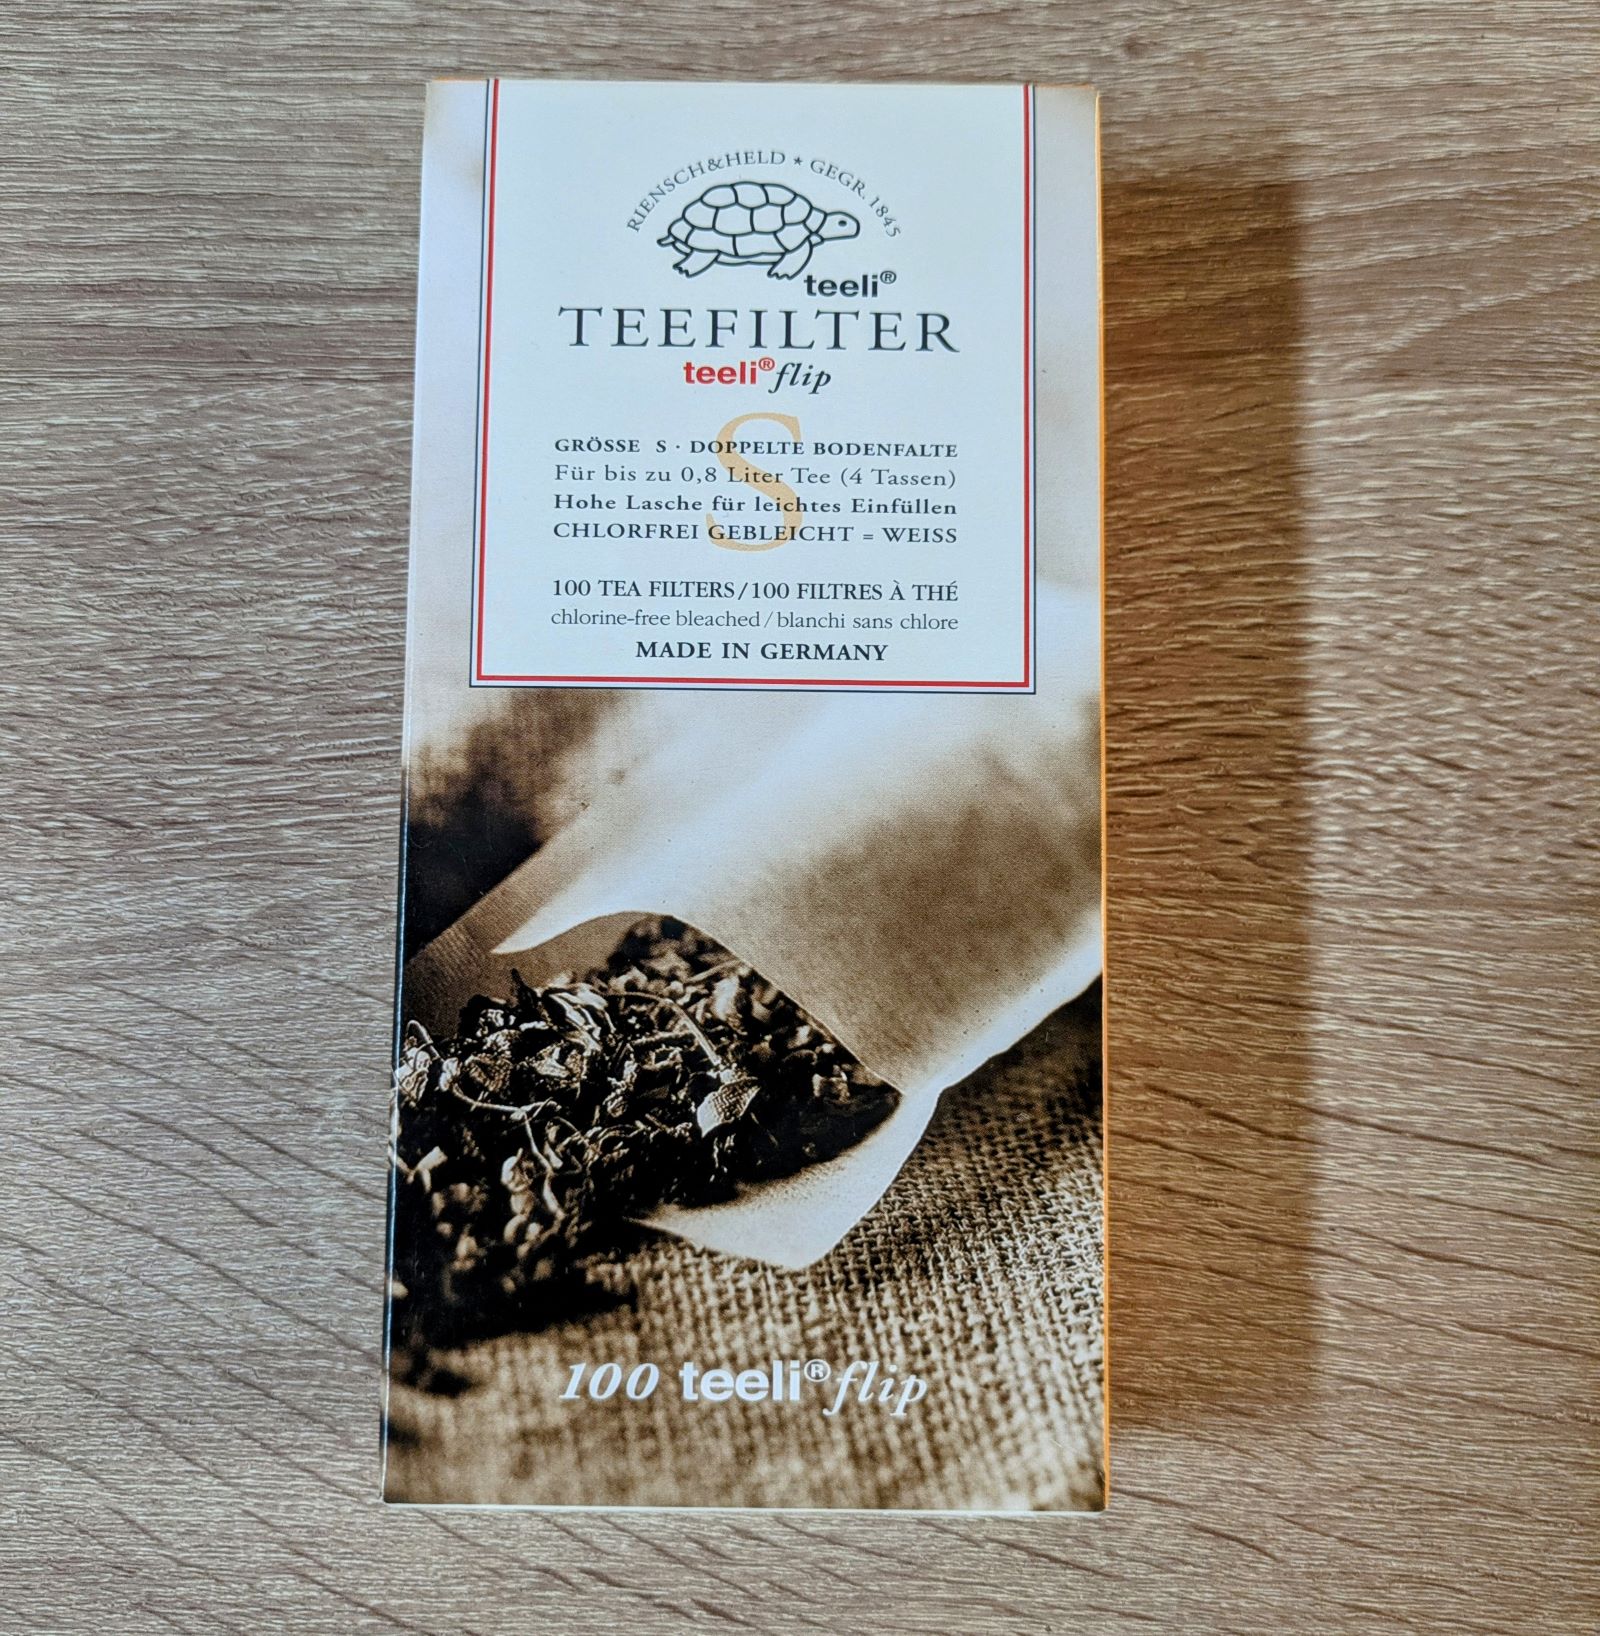 RIENSCH&HELD * GEGR. 1845
teeli®
TEEFILTER
teeli® flip
S
GRÖSSE S · DOPPELTE BODENFALTE
Für bis zu 0,8 Liter Tee (4 Tassen)
Hohe Lasche für leichtes Einfüllen
CHLORFREI GEBLEICHT = WEISS
100 TEA FILTERS/100 FILTRES À THÉ
chlorine-free bleached/blanchi sans chlore
MADE IN GERMANY
100 teeli® flip